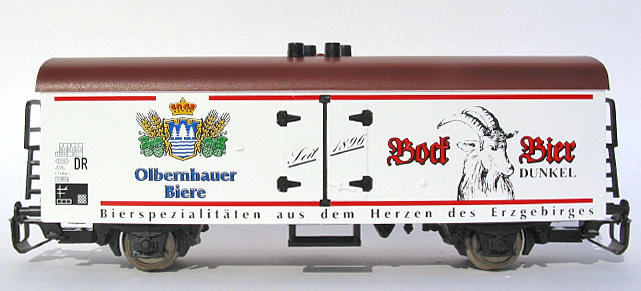 DR
Olbernhauer
Biere
Seit 1896
Bock Bier
DUNKEL
Bierspezialitäten aus dem Herzen des Erzgebirges